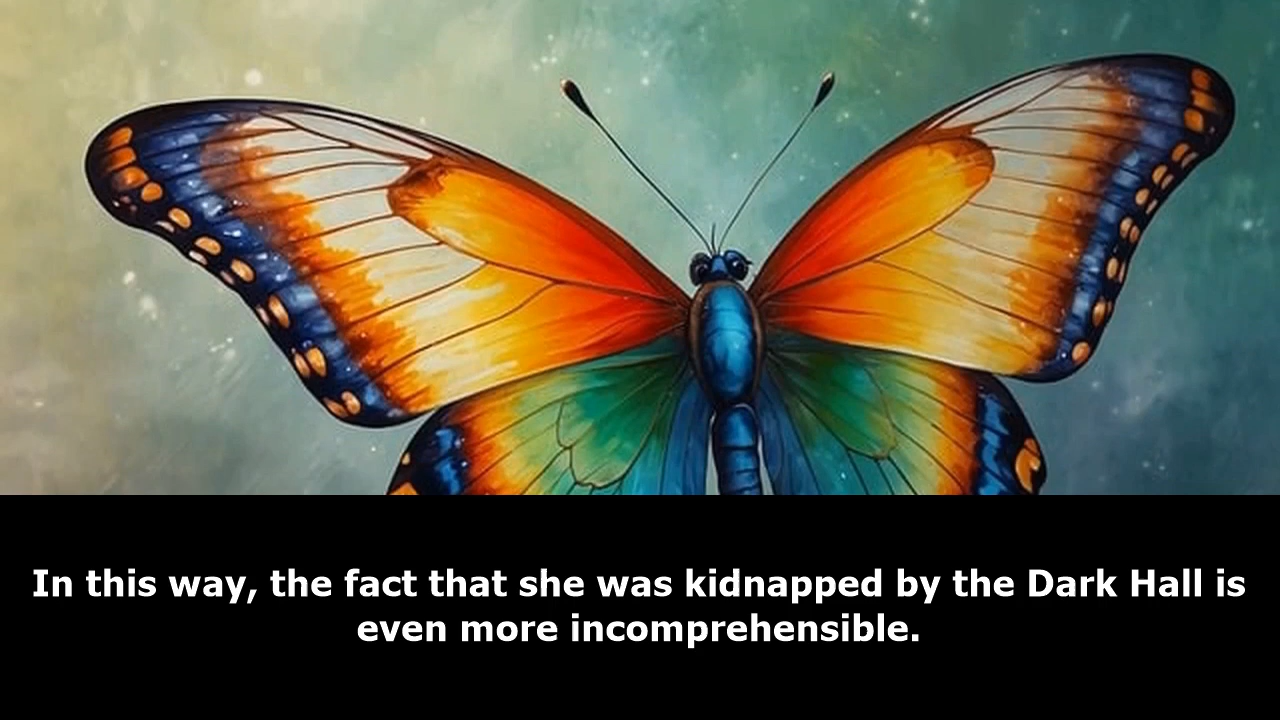 In this way, the fact that she was kidnapped by the Dark Hall is
even more incomprehensible.